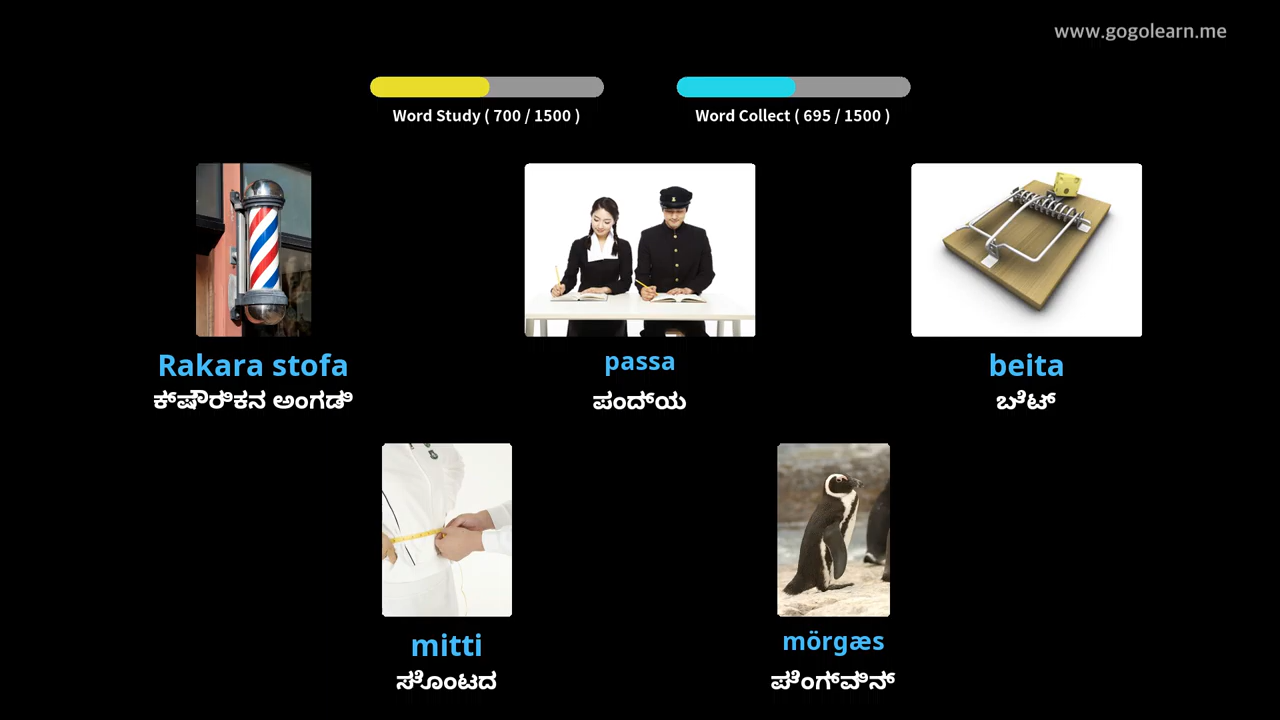 www.gogolearn.me
Word Study ( 700 / 1500 )
Word Collect ( 695 / 1500 )
Rakara stofa
ಕ್ಷೌರಿಕನ ಅಂಗಡಿ
passa
ಪಂದ್ಯ
beita
ಬೆಟ್
mitti
ಸೊಂಟದ
mörgæs
ಪೆಂಗ್ವಿನ್